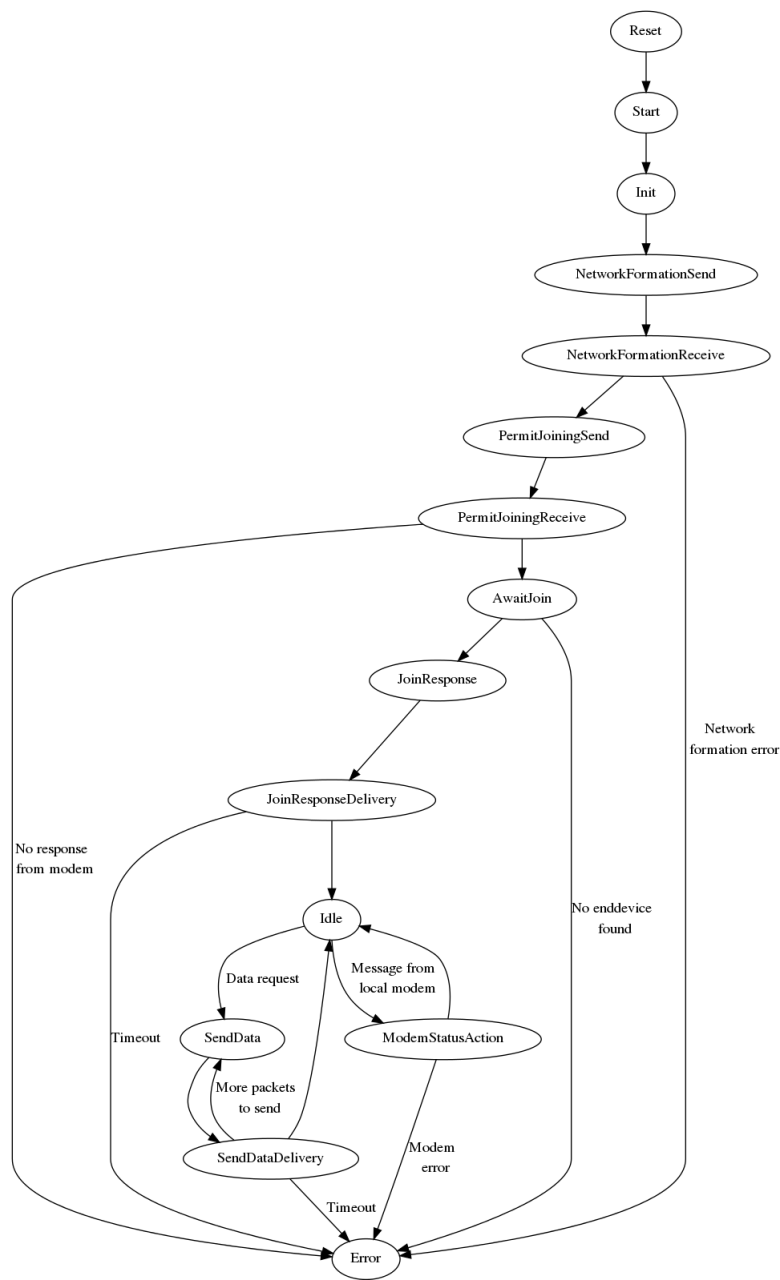 Reset
Start
Init
NetworkFormationSend
NetworkFormationReceive
PermitJoiningSend
PermitJoiningReceive
AwaitJoin
JoinResponse
Network
formation error
JoinResponseDelivery
No response
from modem
No enddevice
found
Idle
Data request
Message from
local modem
Timeout
SendData
ModemStatusAction
More packets
to send
SendDataDelivery
Modem
error
Timeout
Error